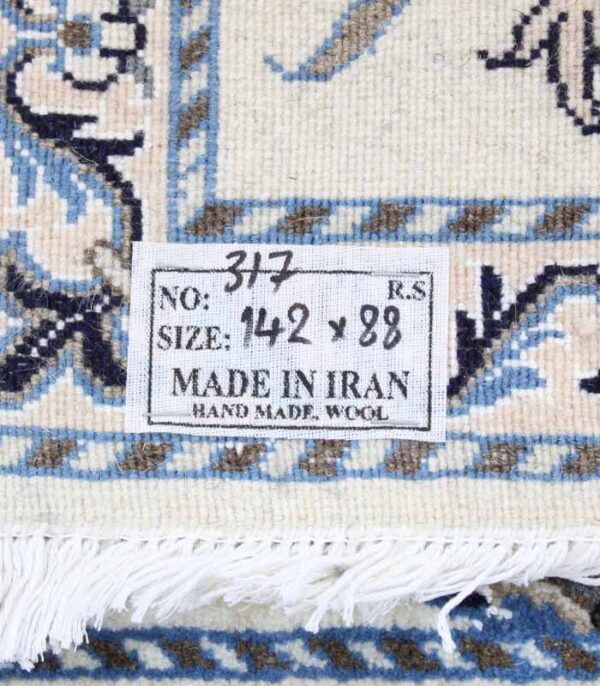 NO: 317 R.S
SIZE: 142 x 88
MADE IN IRAN
HAND MADE, WOOL